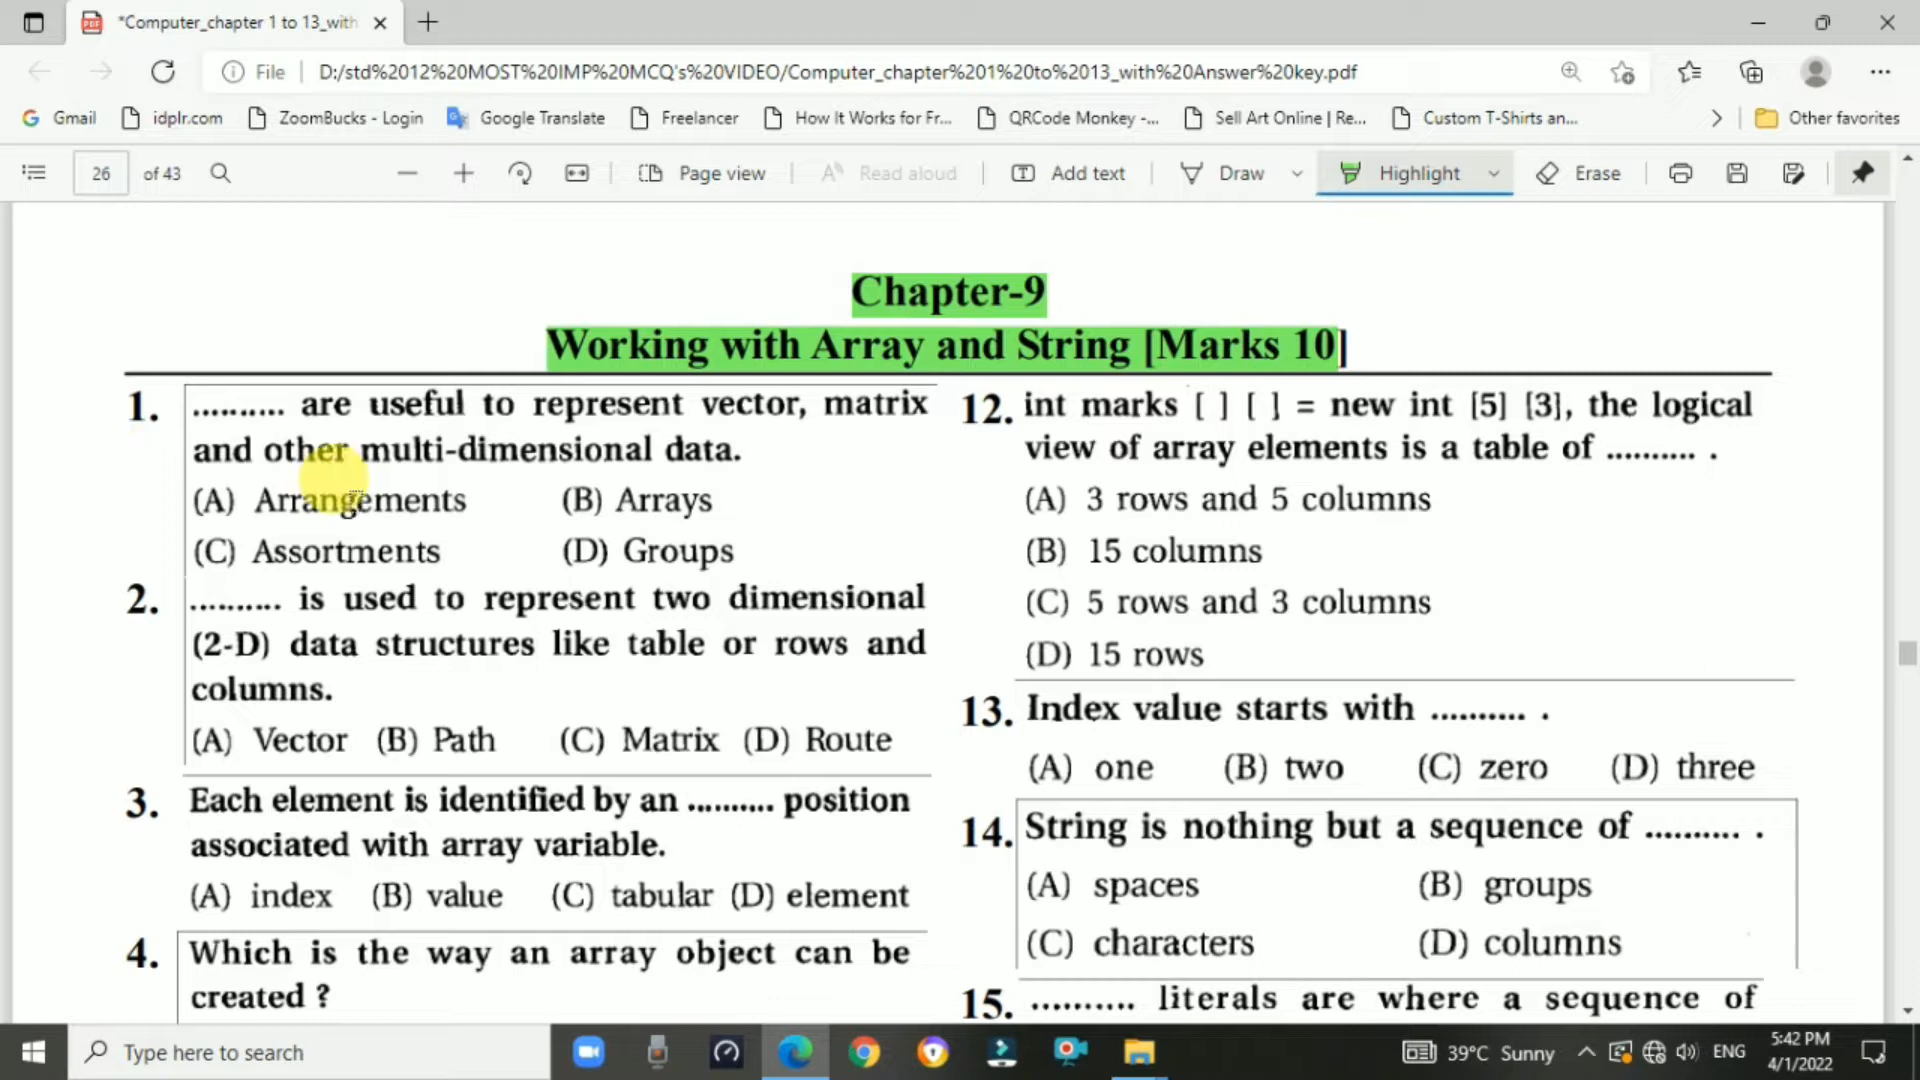 *Computer_chapter 1 to 13_with
File
D:/std%2012%20MOST%20IMP%20MCQ's%20VIDEO/Computer_chapter%201%20to%2013_with%20Answer%20key.pdf
Gmail
idplr.com
ZoomBucks - Login
Google Translate
Freelancer
How It Works for Fr...
QRCode Monkey -...
Sell Art Online | Re...
Custom T-Shirts an...
Other favorites
26 of 43
Page view
Read aloud
Add text
Draw
Highlight
Erase
Chapter-9
Working with Array and String [Marks 10]
1. .......... are useful to represent vector, matrix
and other multi-dimensional data.
(A) Arrangements (B) Arrays
(C) Assortments (D) Groups
2. .......... is used to represent two dimensional
(2-D) data structures like table or rows and
columns.
(A) Vector (B) Path (C) Matrix (D) Route
3. Each element is identified by an .......... position
associated with array variable.
(A) index (B) value (C) tabular (D) element
4. Which is the way an array object can be
created ?
12. int marks [ ] [ ] = new int [5] [3], the logical
view of array elements is a table of .......... .
(A) 3 rows and 5 columns
(B) 15 columns
(C) 5 rows and 3 columns
(D) 15 rows
13. Index value starts with .......... .
(A) one (B) two (C) zero (D) three
14. String is nothing but a sequence of .......... .
(A) spaces (B) groups
(C) characters (D) columns
15. .......... literals are where a sequence of
Type here to search
39°C Sunny
ENG
5:42 PM
4/1/2022